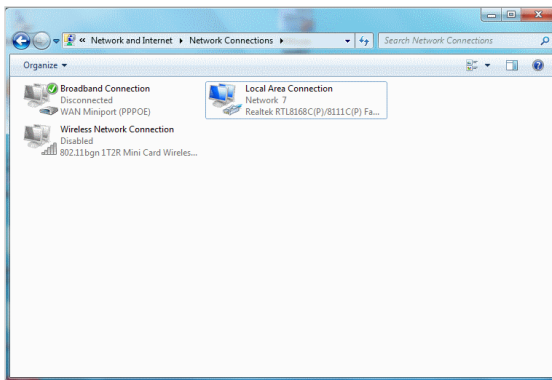 « Network and Internet ▸ Network Connections ▸
Search Network Connections
Organize
Broadband Connection
Disconnected
WAN Miniport (PPPOE)
Local Area Connection
Network 7
Realtek RTL8168C(P)/8111C(P) Fa...
Wireless Network Connection
Disabled
802.11bgn 1T2R Mini Card Wireles...